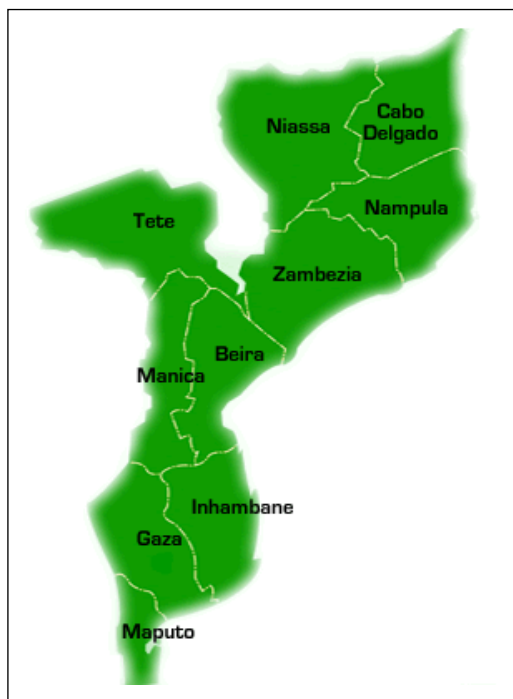 Cabo
Delgado
Niassa
Nampula
Tete
Zambezia
Beira
Manica
Inhambane
Gaza
Maputo